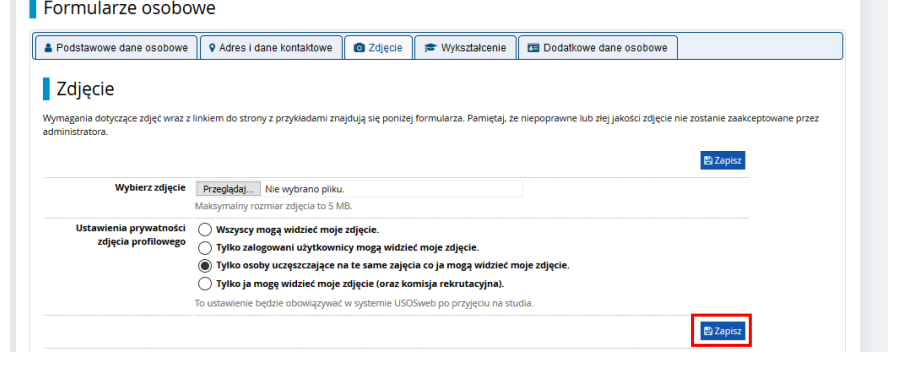 Formularze osobowe
Podstawowe dane osobowe Adres i dane kontaktowe Zdjęcie Wykształcenie Dodatkowe dane osobowe
Zdjęcie
Wymagania dotyczące zdjęć wraz z linkiem do strony z przykładami znajdują się poniżej formularza. Pamiętaj, że niepoprawne lub złej jakości zdjęcie nie zostanie zaakceptowane przez
administratora.
Zapisz
Wybierz zdjęcie Przeglądaj... Nie wybrano pliku.
Maksymalny rozmiar zdjęcia to 5 MB.
Ustawienia prywatności
zdjęcia profilowego
Wszyscy mogą widzieć moje zdjęcie.
Tylko zalogowani użytkownicy mogą widzieć moje zdjęcie.
Tylko osoby uczęszczające na te same zajęcia co ja mogą widzieć moje zdjęcie.
Tylko ja mogę widzieć moje zdjęcie (oraz komisja rekrutacyjna).
To ustawienie będzie obowiązywać w systemie USOSweb po przyjęciu na studia.
Zapisz